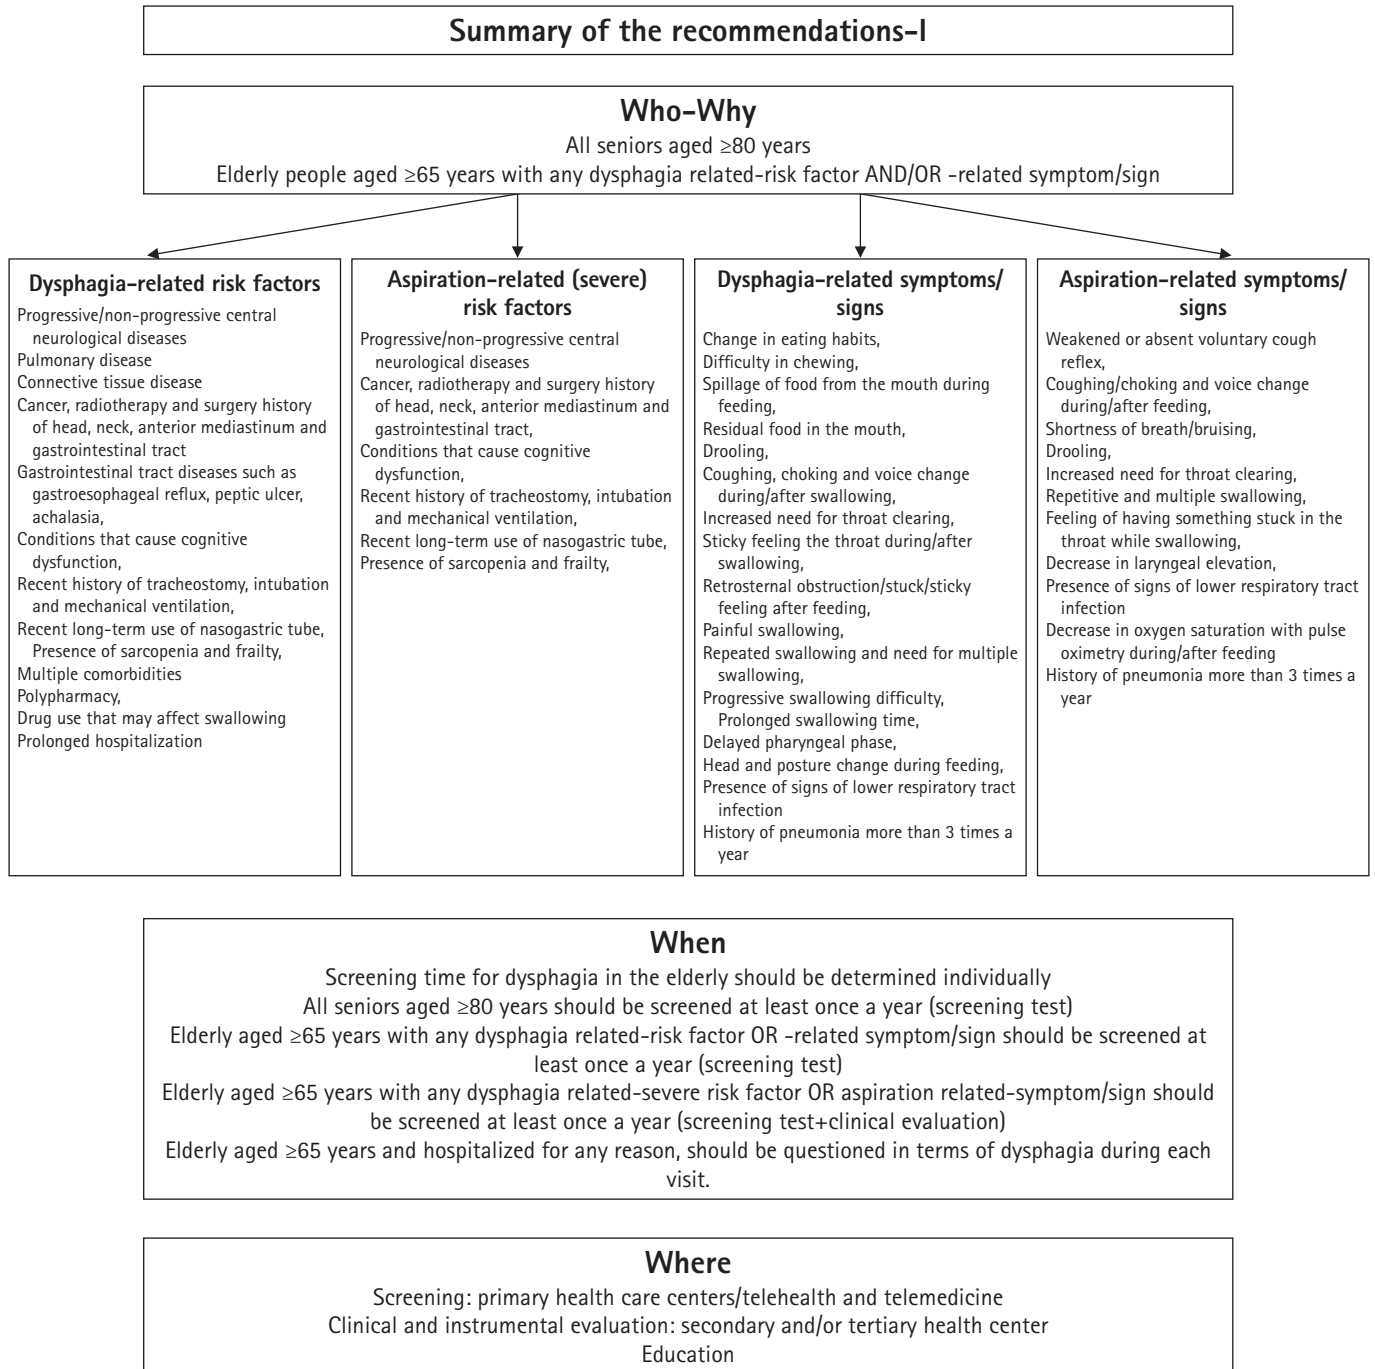 Summary of the recommendations-I
Who-Why
All seniors aged ≥80 years
Elderly people aged ≥65 years with any dysphagia related-risk factor AND/OR -related symptom/sign
Dysphagia-related risk factors
Progressive/non-progressive central
neurological diseases
Pulmonary disease
Connective tissue disease
Cancer, radiotherapy and surgery history
of head, neck, anterior mediastinum and
gastrointestinal tract
Gastrointestinal tract diseases such as
gastroesophageal reflux, peptic ulcer,
achalasia,
Conditions that cause cognitive
dysfunction,
Recent history of tracheostomy, intubation
and mechanical ventilation,
Recent long-term use of nasogastric tube,
Presence of sarcopenia and frailty,
Multiple comorbidities
Polypharmacy,
Drug use that may affect swallowing
Prolonged hospitalization
Aspiration-related (severe)
risk factors
Progressive/non-progressive central
neurological diseases
Cancer, radiotherapy and surgery history
of head, neck, anterior mediastinum and
gastrointestinal tract,
Conditions that cause cognitive
dysfunction,
Recent history of tracheostomy, intubation
and mechanical ventilation,
Recent long-term use of nasogastric tube,
Presence of sarcopenia and frailty,
Dysphagia-related symptoms/
signs
Change in eating habits,
Difficulty in chewing,
Spillage of food from the mouth during
feeding,
Residual food in the mouth,
Drooling,
Coughing, choking and voice change
during/after swallowing,
Increased need for throat clearing,
Sticky feeling the throat during/after
swallowing,
Retrosternal obstruction/stuck/sticky
feeling after feeding,
Painful swallowing,
Repeated swallowing and need for multiple
swallowing,
Progressive swallowing difficulty,
Prolonged swallowing time,
Delayed pharyngeal phase,
Head and posture change during feeding,
Presence of signs of lower respiratory tract
infection
History of pneumonia more than 3 times a
year
Aspiration-related symptoms/
signs
Weakened or absent voluntary cough
reflex,
Coughing/choking and voice change
during/after feeding,
Shortness of breath/bruising,
Drooling,
Increased need for throat clearing,
Repetitive and multiple swallowing,
Feeling of having something stuck in the
throat while swallowing,
Decrease in laryngeal elevation,
Presence of signs of lower respiratory tract
infection
Decrease in oxygen saturation with pulse
oximetry during/after feeding
History of pneumonia more than 3 times a
year
When
Screening time for dysphagia in the elderly should be determined individually
All seniors aged ≥80 years should be screened at least once a year (screening test)
Elderly aged ≥65 years with any dysphagia related-risk factor OR -related symptom/sign should be screened at
least once a year (screening test)
Elderly aged ≥65 years with any dysphagia related-severe risk factor OR aspiration related-symptom/sign should
be screened at least once a year (screening test+clinical evaluation)
Elderly aged ≥65 years and hospitalized for any reason, should be questioned in terms of dysphagia during each
visit.
Where
Screening: primary health care centers/telehealth and telemedicine
Clinical and instrumental evaluation: secondary and/or tertiary health center
Education